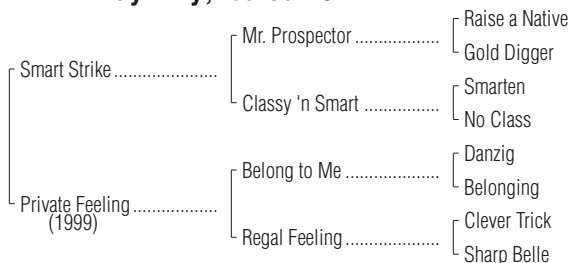 Raise a Native
Mr. Prospector ...................
Gold Digger
Smart Strike .......................
Smarten
Classy 'n Smart .................
No Class
Danzig
Belong to Me .....................
Belonging
Private Feeling ...................
(1999)
Clever Trick
Regal Feeling.....................
Sharp Belle